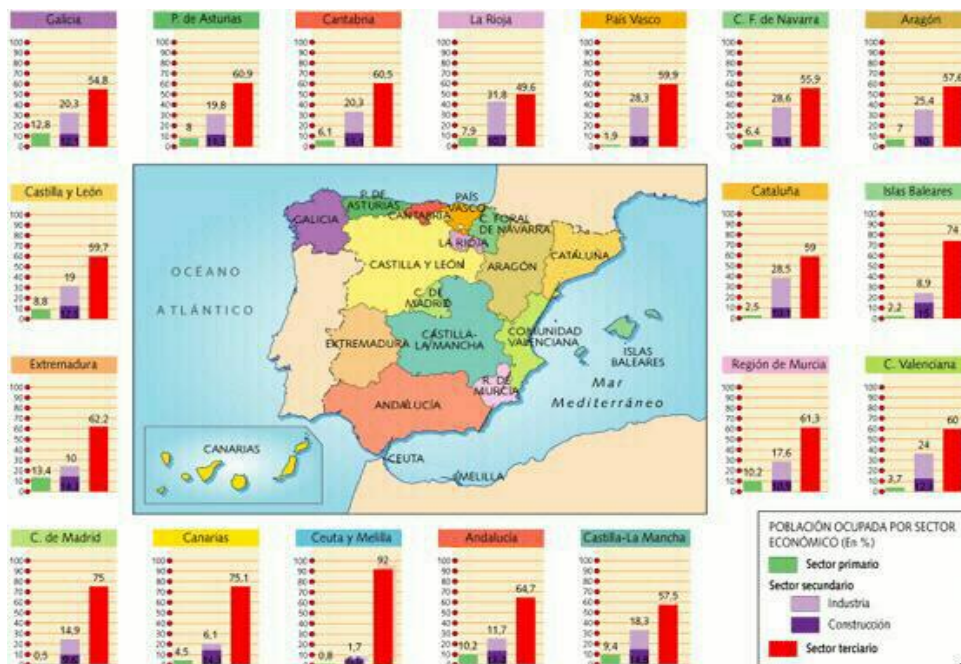 Galicia
P. de Asturias
Cantabria
La Rioja
País Vasco
C. F. de Navarra
Aragón
12,8 20,3 54,8
8 19,8 60,9
6,1 20,3 60,5
7,9 31,8 49,6
1,9 28,3 59,9
6,4 28,6 55,9
7 25,4 57,6
Castilla y León
8,8 19 59,7
Cataluña
2,5 28,5 59
Islas Baleares
2,2 8,9 74
15
Extremadura
13,4 10 62,2
Región de Murcia
10,2 17,6 61,3
C. Valenciana
3,7 24 60
OCÉANO
ATLÁNTICO
GALICIA
P. DE
ASTURIAS
CANTABRIA
PAÍS
VASCO
C. FORAL
DE NAVARRA
LA RIOJA
CASTILLA Y LEÓN
ARAGÓN
CATALUÑA
C. DE
MADRID
EXTREMADURA
CASTILLA-
LA MANCHA
COMUNIDAD
VALENCIANA
ISLAS
BALEARES
R. DE
MURCIA
ANDALUCÍA
Mar
Mediterráneo
CANARIAS
CEUTA
MELILLA
C. de Madrid
Canarias
Ceuta y Melilla
Andalucía
Castilla-La Mancha
0,5 14,9 75
4,5 6,1 75,1
0,8 1,7 92
10,2 11,7 64,7
9,4 18,3 57,5
POBLACIÓN OCUPADA POR SECTOR
ECONÓMICO (En %)
Sector primario
Sector secundario
Industria
Construcción
Sector terciario